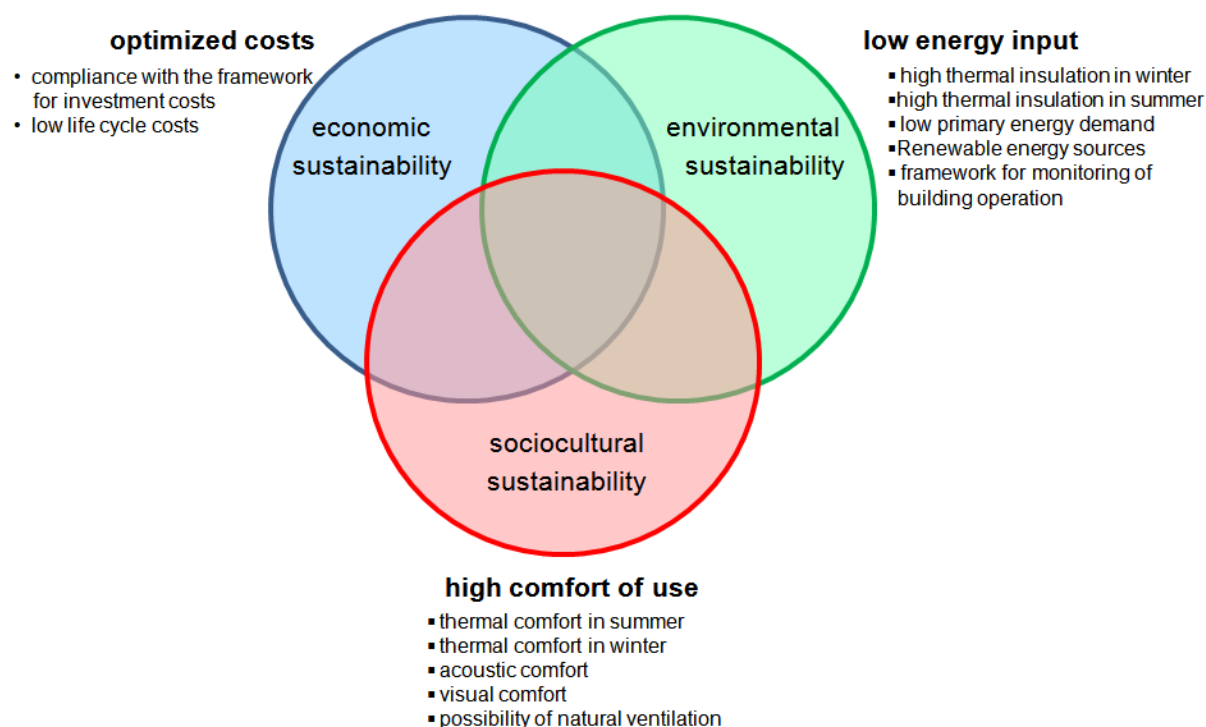 optimized costs
• compliance with the framework
for investment costs
• low life cycle costs
economic
sustainability
environmental
sustainability
low energy input
▪ high thermal insulation in winter
▪ high thermal insulation in summer
▪ low primary energy demand
▪ Renewable energy sources
▪ framework for monitoring of
building operation
sociocultural
sustainability
high comfort of use
▪ thermal comfort in summer
▪ thermal comfort in winter
▪ acoustic comfort
▪ visual comfort
▪ possibility of natural ventilation